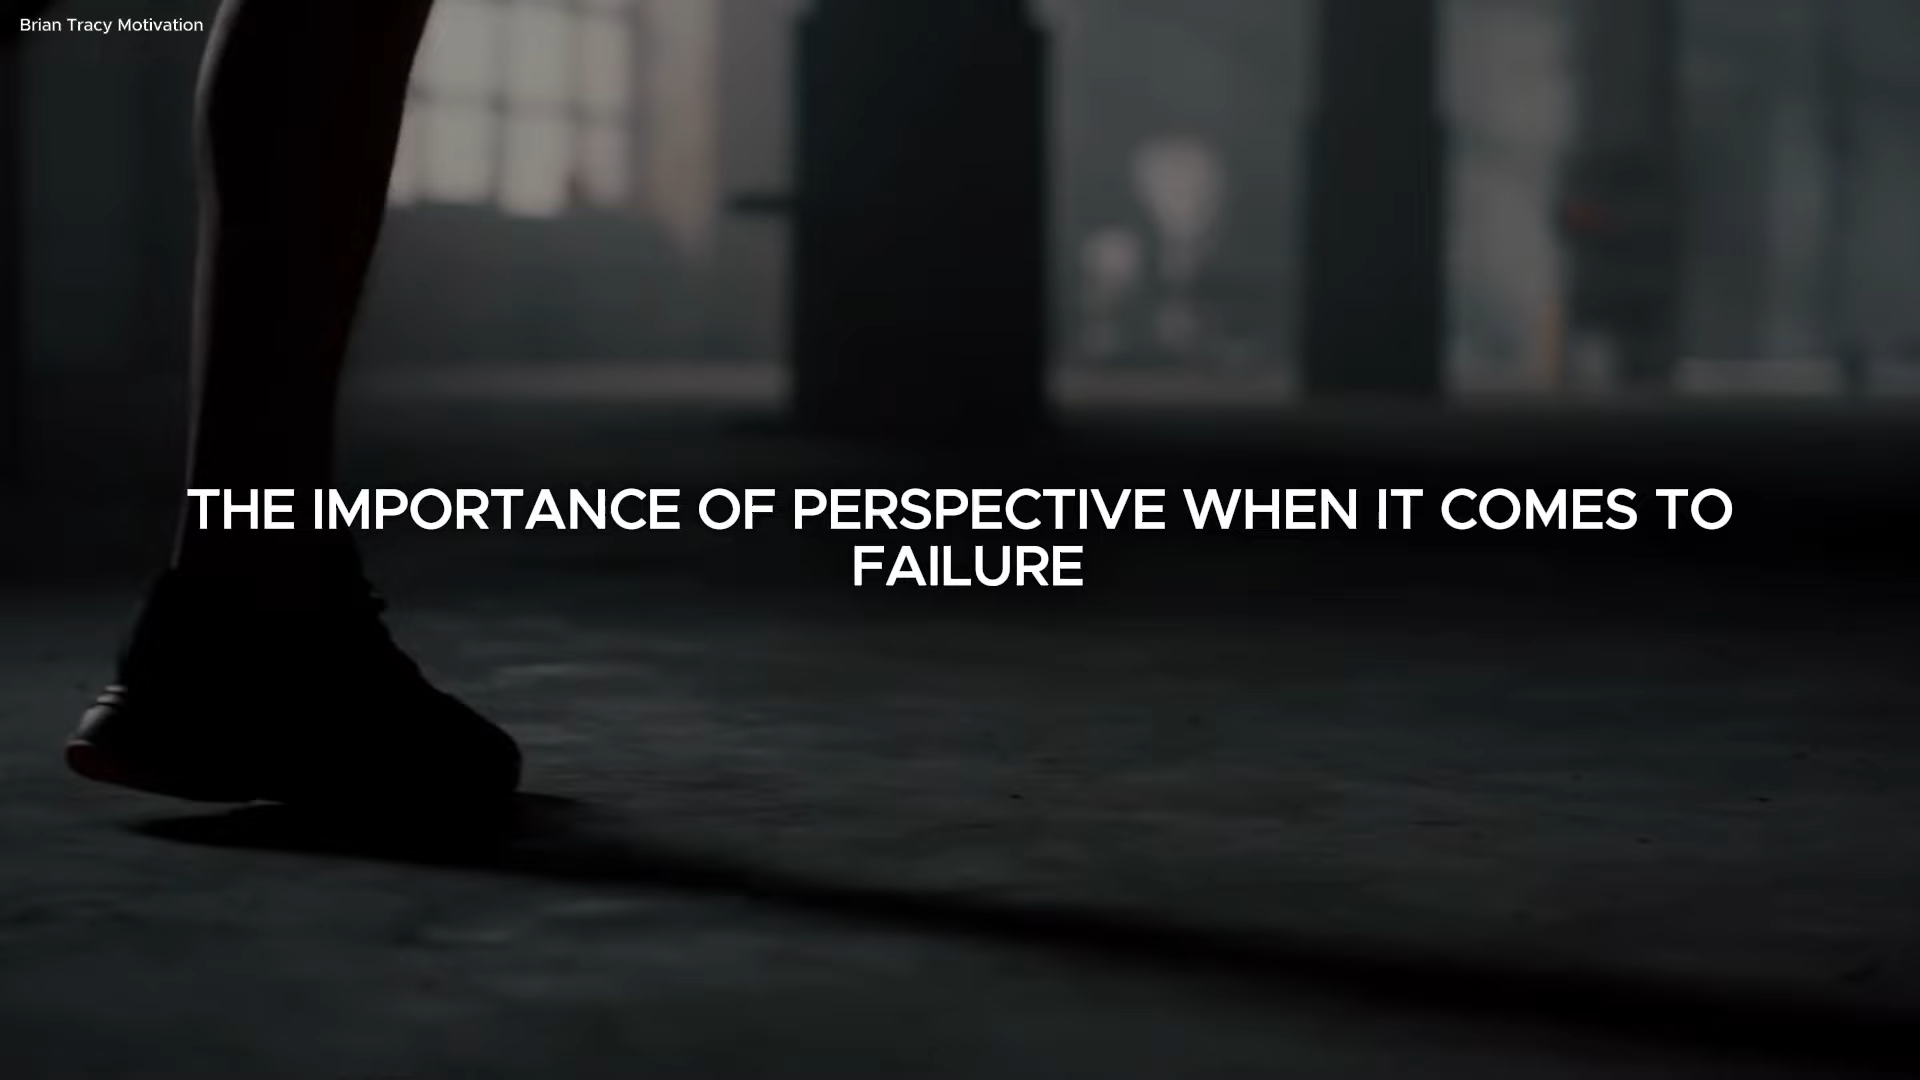 Brian Tracy Motivation
THE IMPORTANCE OF PERSPECTIVE WHEN IT COMES TO
FAILURE